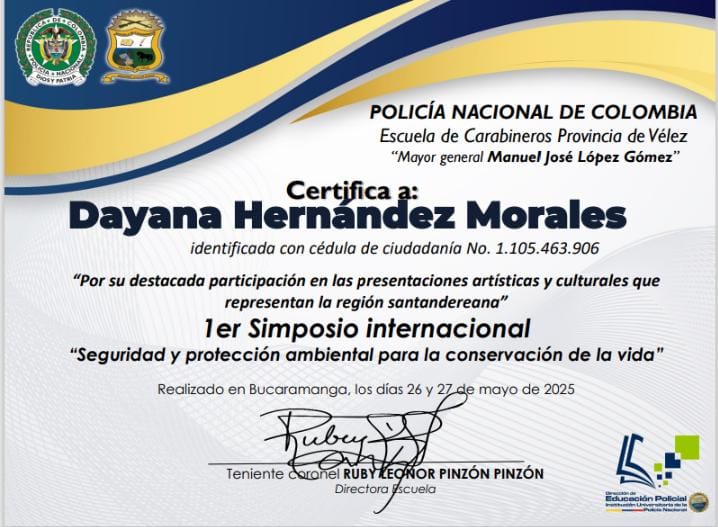 REPÚBLICA DE COLOMBIA
POLICÍA NACIONAL
DIOS Y PATRIA
POLICÍA NACIONAL DE COLOMBIA
Escuela de Carabineros Provincia de Vélez
“Mayor general Manuel José López Gómez”
Certifica a:
Dayana Hernández Morales
identificada con cédula de ciudadanía No. 1.105.463.906
“Por su destacada participación en las presentaciones artísticas y culturales que
representan la región santandereana”
1er Simposio internacional
“Seguridad y protección ambiental para la conservación de la vida”
Realizado en Bucaramanga, los días 26 y 27 de mayo de 2025
Teniente coronel RUBY LEONOR PINZÓN PINZÓN
Directora Escuela
Dirección de
Educación Policial
Institución Universitaria de la
Policía Nacional